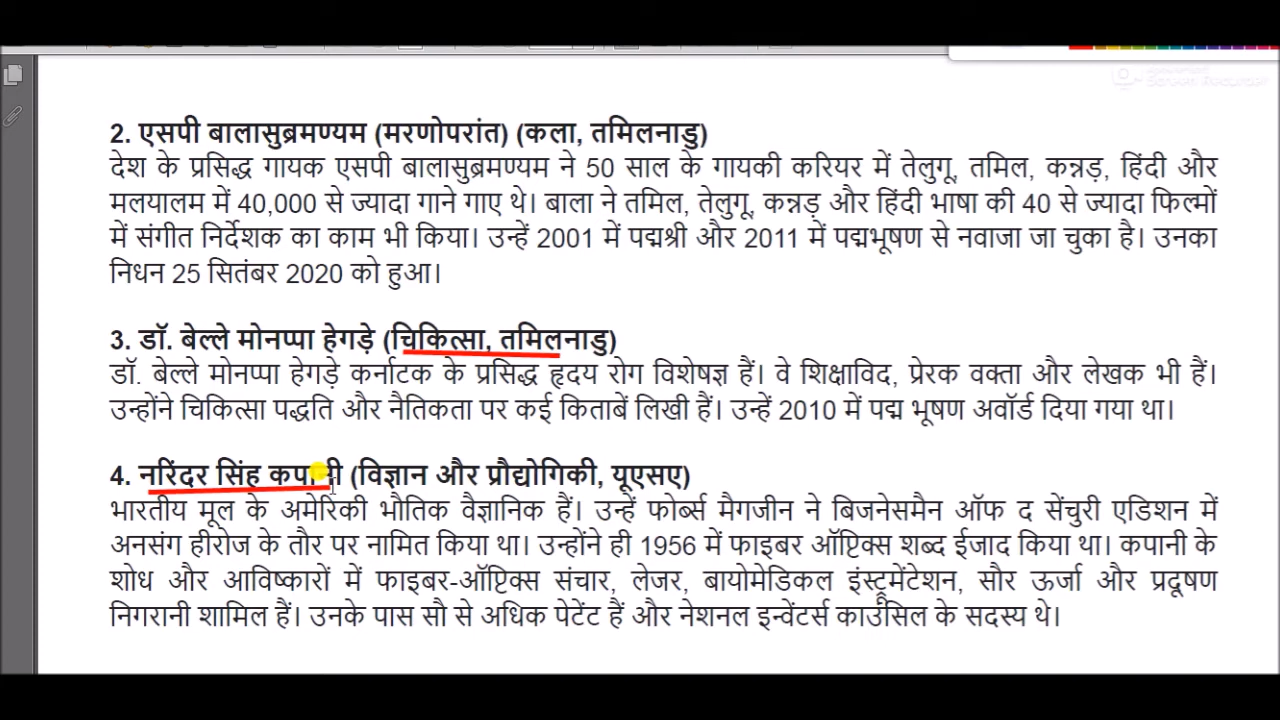 2. एसपी बालासुब्रमण्यम (मरणोपरांत) (कला, तमिलनाडु)
देश के प्रसिद्ध गायक एसपी बालासुब्रमण्यम ने 50 साल के गायकी करियर में तेलुगू, तमिल, कन्नड़, हिंदी और
मलयालम में 40,000 से ज्यादा गाने गाए थे। बाला ने तमिल, तेलुगू, कन्नड़ और हिंदी भाषा की 40 से ज्यादा फिल्मों
में संगीत निर्देशक का काम भी किया। उन्हें 2001 में पद्मश्री और 2011 में पद्मभूषण से नवाजा जा चुका है। उनका
निधन 25 सितंबर 2020 को हुआ।
3. डॉ. बेल्ले मोनप्पा हेगड़े (चिकित्सा, तमिलनाडु)
डॉ. बेल्ले मोनप्पा हेगड़े कर्नाटक के प्रसिद्ध हृदय रोग विशेषज्ञ हैं। वे शिक्षाविद, प्रेरक वक्ता और लेखक भी हैं।
उन्होंने चिकित्सा पद्धति और नैतिकता पर कई किताबें लिखी हैं। उन्हें 2010 में पद्म भूषण अवॉर्ड दिया गया था।
4. नरिंदर सिंह कपानी (विज्ञान और प्रौद्योगिकी, यूएसए)
भारतीय मूल के अमेरिकी भौतिक वैज्ञानिक हैं। उन्हें फोर्ब्स मैगजीन ने बिजनेसमैन ऑफ द सेंचुरी एडिशन में
अनसंग हीरोज के तौर पर नामित किया था। उन्होंने ही 1956 में फाइबर ऑप्टिक्स शब्द ईजाद किया था। कपानी के
शोध और आविष्कारों में फाइबर-ऑप्टिक्स संचार, लेजर, बायोमेडिकल इंस्ट्रूमेंटेशन, सौर ऊर्जा और प्रदूषण
निगरानी शामिल हैं। उनके पास सौ से अधिक पेटेंट हैं और नेशनल इन्वेंटर्स काउंसिल के सदस्य थे।